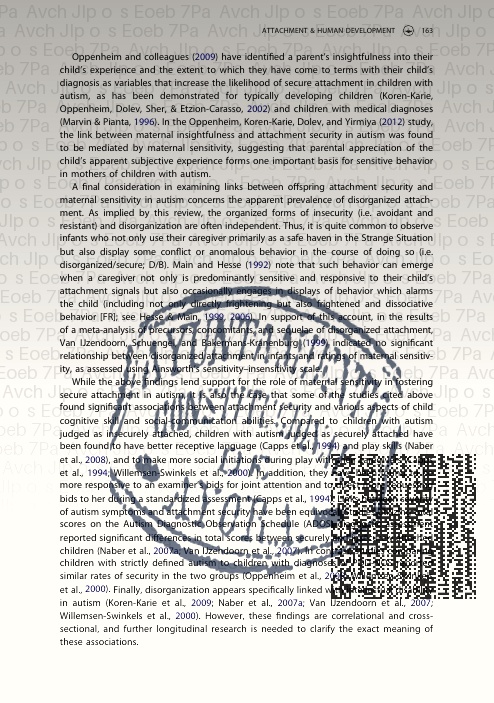 ATTACHMENT & HUMAN DEVELOPMENT 163
Oppenheim and colleagues (2009) have identified a parent's insightfulness into their
child's experience and the extent to which they have come to terms with their child's
diagnosis as variables that increase the likelihood of secure attachment in children with
autism, as has been demonstrated for typically developing children (Koren-Karie,
Oppenheim, Dolev, Sher, & Etzion-Carasso, 2002) and children with medical diagnoses
(Marvin & Pianta, 1996). In the Oppenheim, Koren-Karie, Dolev, and Yirmiya (2012) study,
the link between maternal insightfulness and attachment security in autism was found
to be mediated by maternal sensitivity, suggesting that parental appreciation of the
child's apparent subjective experience forms one important basis for sensitive behavior
in mothers of children with autism.
A final consideration in examining links between offspring attachment security and
maternal sensitivity in autism concerns the apparent prevalence of disorganized attach-
ment. As implied by this review, the organized forms of insecurity (i.e. avoidant and
resistant) and disorganization are often independent. Thus, it is quite common to observe
infants who not only use their caregiver primarily as a safe haven in the Strange Situation
but also display some conflict or anomalous behavior in the course of doing so (i.e.
disorganized/secure; D/B). Main and Hesse (1992) note that such behavior can emerge
when a caregiver not only is predominantly sensitive and responsive to their child's
attachment signals but also occasionally engages in displays of behavior which alarms
the child (including not only directly frightening but also frightened and dissociative
behavior [FR]; see Hesse & Main, 1999, 2006). In support of this account, in the results
of a meta-analysis of precursors, concomitants, and sequelae of disorganized attachment,
Van IJzendoorn, Schuengel, and Bakermans-Kranenburg (1999) indicated no significant
relationship between disorganized attachment in infants and ratings of maternal sensitiv-
ity, as assessed using Ainsworth's sensitivity–insensitivity scale.
While the above findings lend support for the role of maternal sensitivity in fostering
secure attachment in autism, it is also the case that some of the studies cited above
found significant associations between attachment security and various aspects of child
cognitive skill and social-communication abilities. Compared to children with autism
judged as insecurely attached, children with autism judged as securely attached have
been found to have better receptive language (Capps et al., 1994) and play skills (Naber
et al., 2008), and to make more social initiations during play with
et al., 1994; Willemsen-Swinkels et al., 2000). In addition, they
more responsive to an examiner's bids for joint attention and to
bids to her during a standardized assessment (Capps et al., 1994).
of autism symptoms and attachment security have been
scores on the Autism Diagnostic Observation Schedule (ADOS
reported significant differences in total scores between securely
children (Naber et al., 2007a; Van IJzendoorn et al., 2007). In
children with strictly defined autism to children with diagnoses
similar rates of security in the two groups (Oppenheim et al.,
et al., 2000). Finally, disorganization appears specifically linked
in autism (Koren-Karie et al., 2009; Naber et al., 2007a; Van IJzendoorn et al., 2007;
Willemsen-Swinkels et al., 2000). However, these findings are correlational and cross-
sectional, and further longitudinal research is needed to clarify the exact meaning of
these associations.